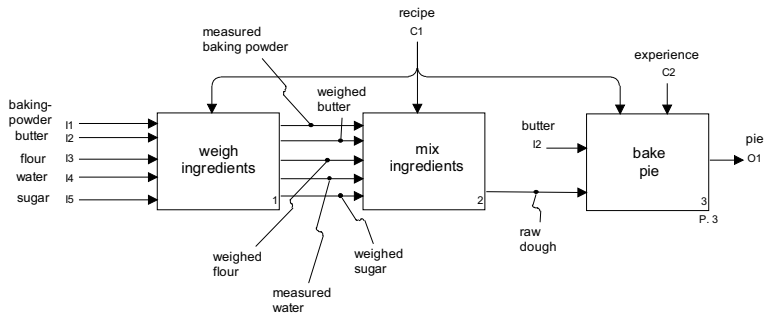 recipe
C1
measured
baking powder
experience
C2
weighed
butter
baking-
powder I1
butter I2
flour I3
water I4
sugar I5
weigh
ingredients
1
mix
ingredients
2
butter
I2
bake
pie
3
P. 3
pie
O1
raw
dough
weighed
flour
weighed
sugar
measured
water